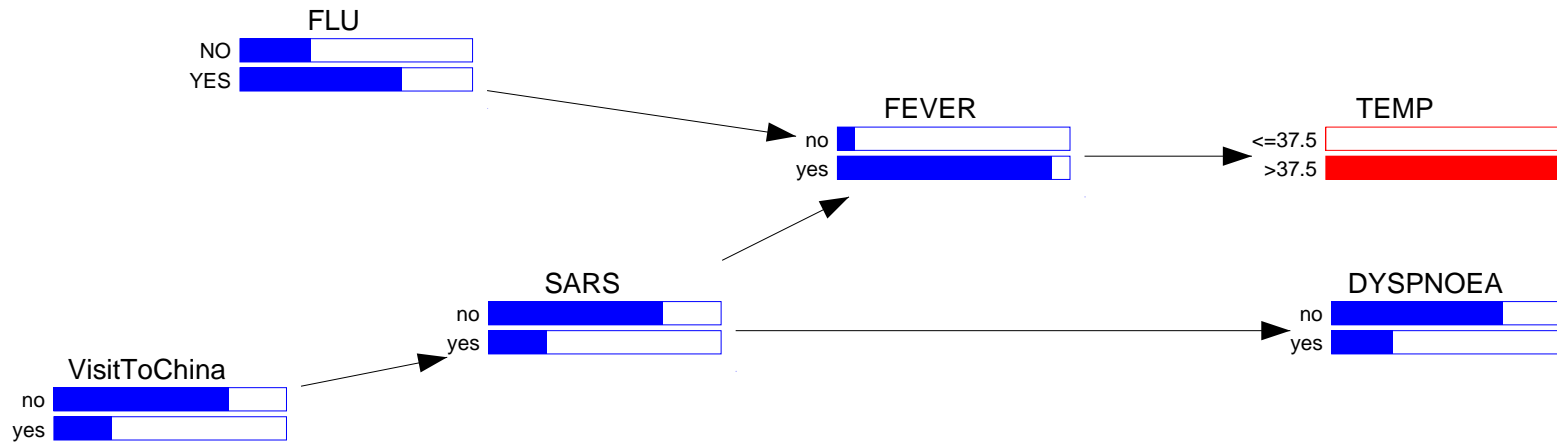 FLU
NO
YES
FEVER
no
yes
TEMP
<=37.5
>37.5
SARS
no
yes
DYSPNOEA
no
yes
VisitToChina
no
yes